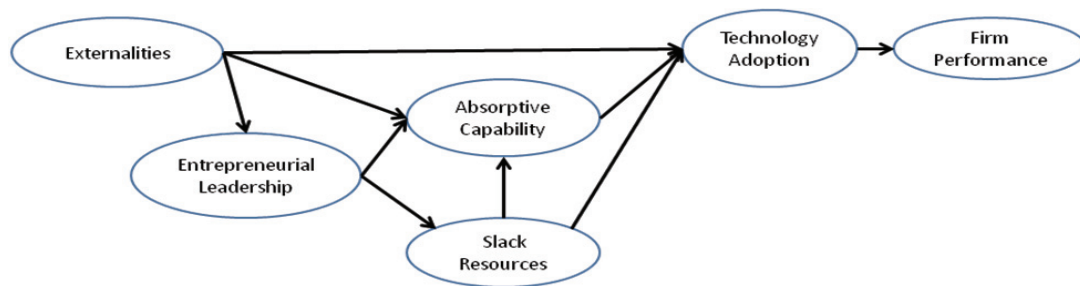 Externalities
Technology
Adoption
Firm
Performance
Absorptive
Capability
Entrepreneurial
Leadership
Slack
Resources